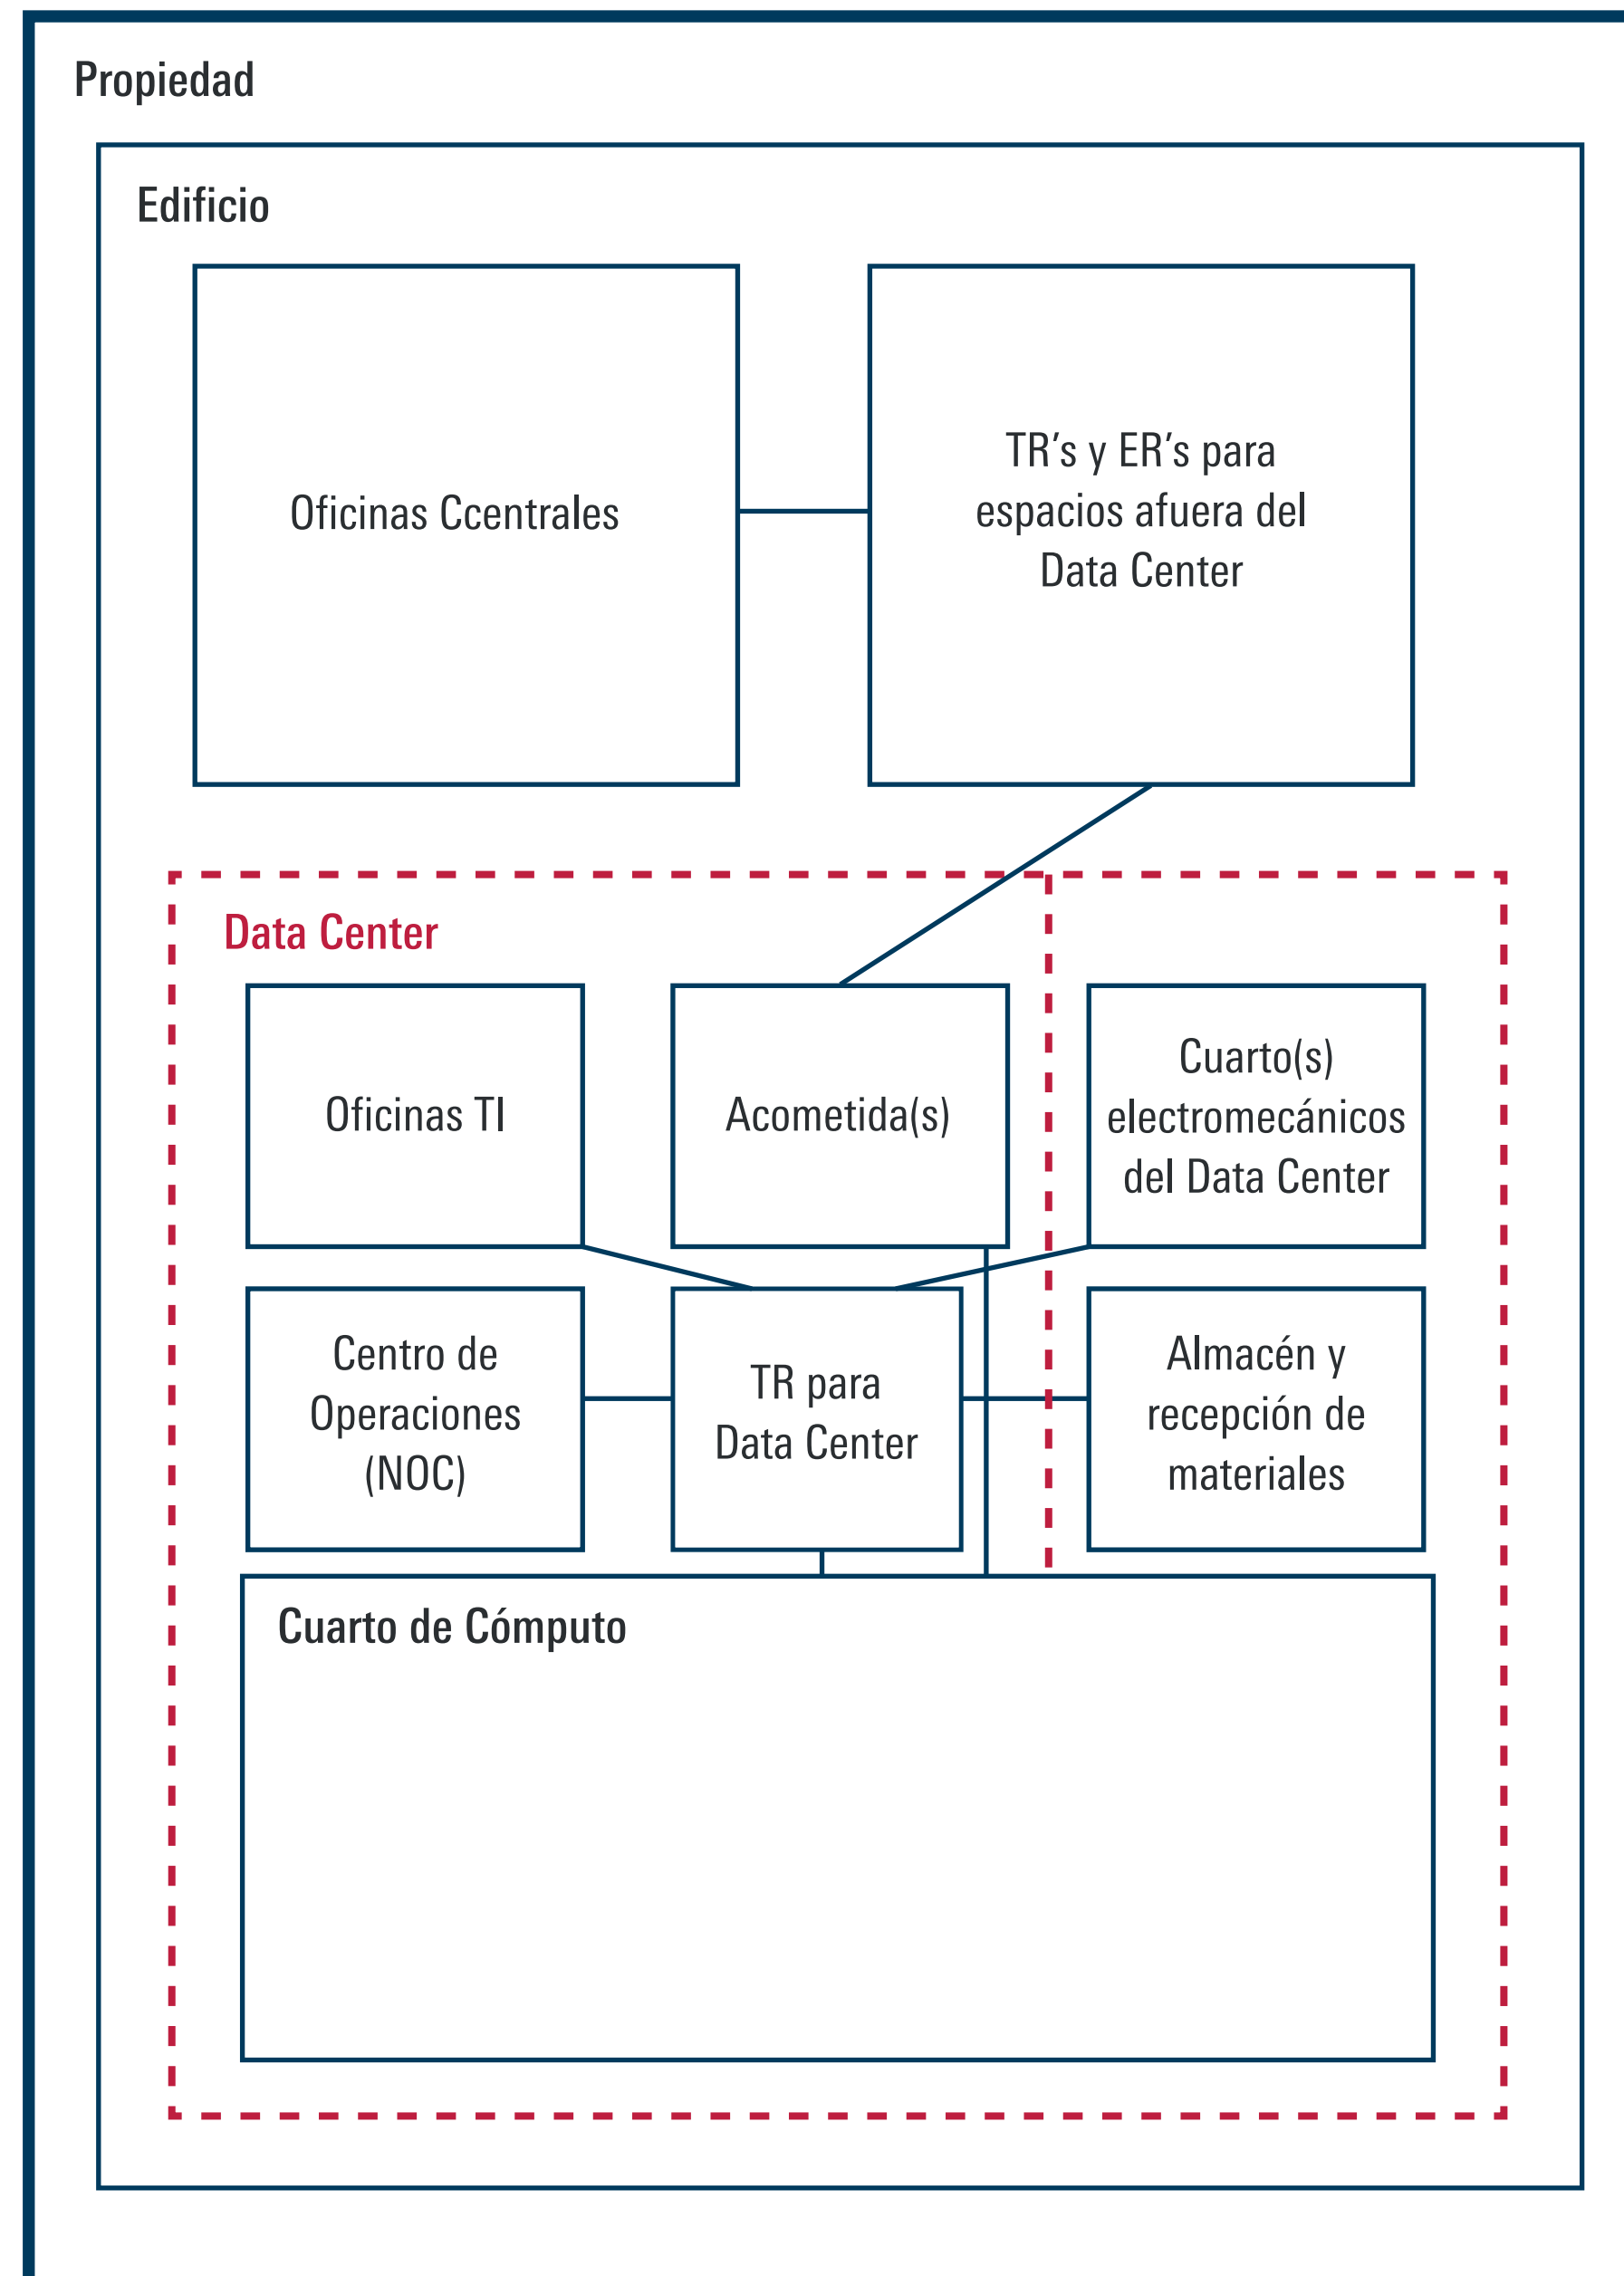 Propiedad
Edificio
Oficinas Ccentrales
TR’s y ER’s para
espacios afuera del
Data Center
Data Center
Oficinas TI
Acometida(s)
Cuarto(s)
electromecánicos
del Data Center
Centro de
Operaciones
(NOC)
TR para
Data Center
Almacén y
recepción de
materiales
Cuarto de Cómputo